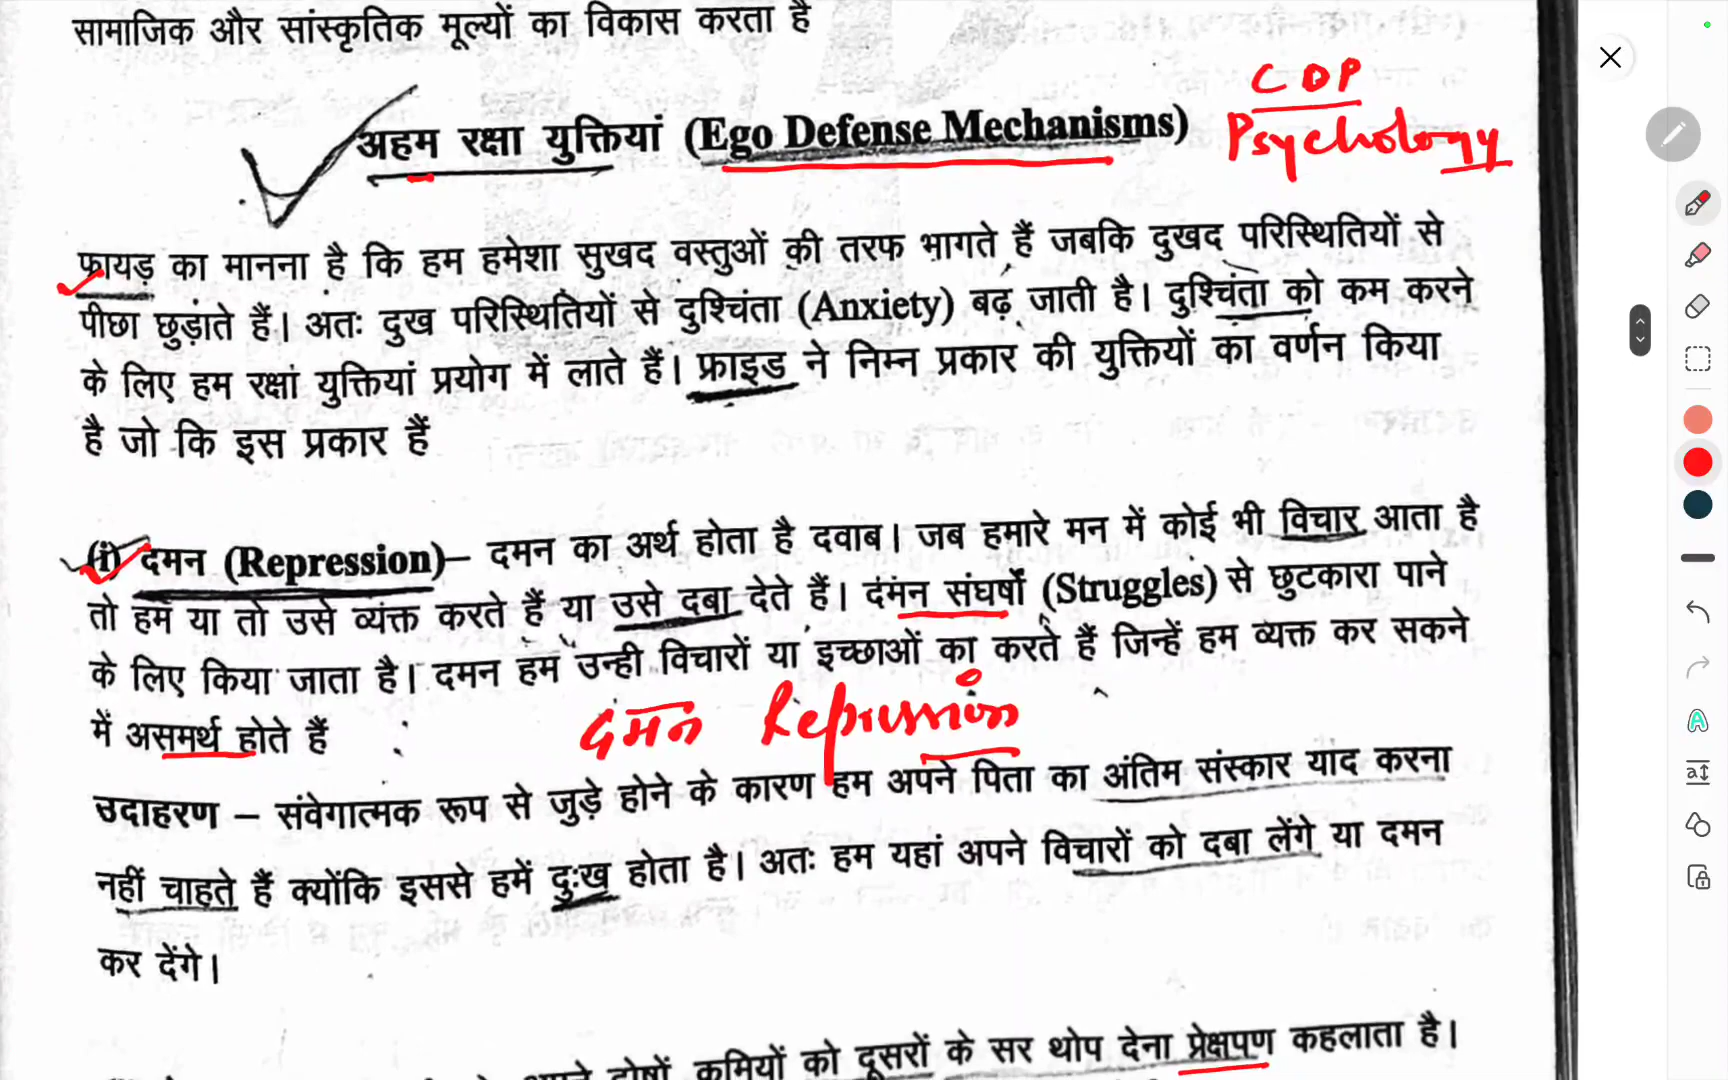 सामाजिक और सांस्कृतिक मूल्यों का विकास करता है
CDP
Psychology
अहम रक्षा युक्तियां (Ego Defense Mechanisms)
फ्रायड़ का मानना है कि हम हमेशा सुखद वस्तुओं की तरफ भागते हैं जबकि दुखद परिस्थितियों से
पीछा छुड़ाते हैं। अतः दुख परिस्थितियों से दुश्चिंता (Anxiety) बढ़ जाती है। दुश्चिंता को कम करने
के लिए हम रक्षां युक्तियां प्रयोग में लाते हैं। फ्राइड ने निम्न प्रकार की युक्तियों का वर्णन किया
है जो कि इस प्रकार हैं
(i) दमन (Repression)– दमन का अर्थ होता है दवाब। जब हमारे मन में कोई भी विचार आता है
तो हम या तो उसे व्यंक्त करते हैं या उसे दबा देते हैं। दमन संघर्षों (Struggles) से छुटकारा पाने
के लिए किया जाता है। दमन हम उन्ही विचारों या इच्छाओं का करते हैं जिन्हें हम व्यक्त कर सकने
में असमर्थ होते हैं
दमन Repression
उदाहरण – संवेगात्मक रूप से जुड़े होने के कारण हम अपने पिता का अंतिम संस्कार याद करना
नहीं चाहते हैं क्योंकि इससे हमें दुःख होता है। अतः हम यहां अपने विचारों को दबा लेंगे या दमन
कर देंगे।
अपने दोषों, कमियों को दूसरों के सर थोप देना प्रेक्षपण कहलाता है।